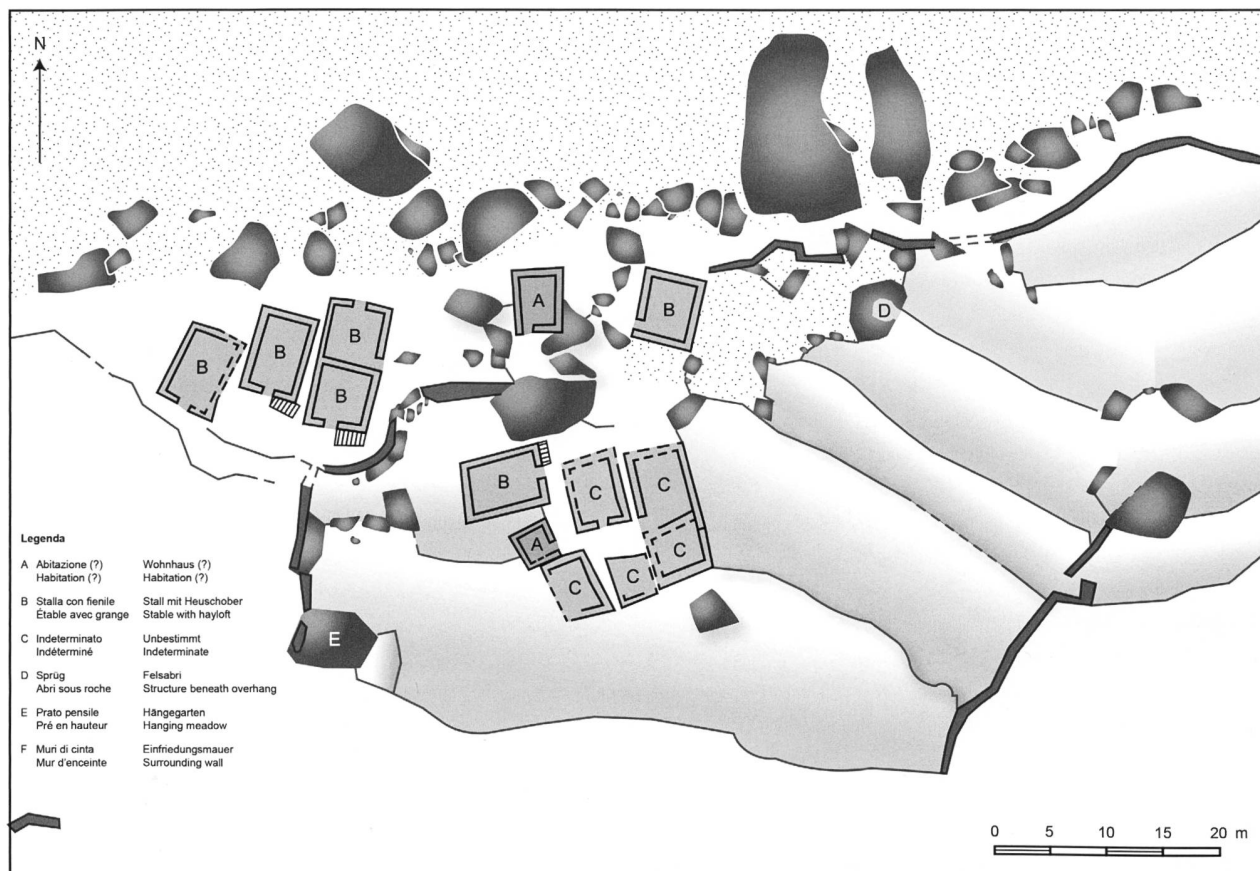 N
A
B
B
B
B
B
D
B
C
C
A
C
C
C
E
Legenda
A Abitazione (?) Wohnhaus (?)
Habitation (?) Habitation (?)
B Stalla con fienile Stall mit Heuschober
Étable avec grange Stable with hayloft
C Indeterminato Unbestimmt
Indéterminé Indeterminate
D Sprüg Felsabri
Abri sous roche Structure beneath overhang
E Prato pensile Hängegarten
Pré en hauteur Hanging meadow
F Muri di cinta Einfriedungsmauer
Mur d'enceinte Surrounding wall
0 5 10 15 20 m